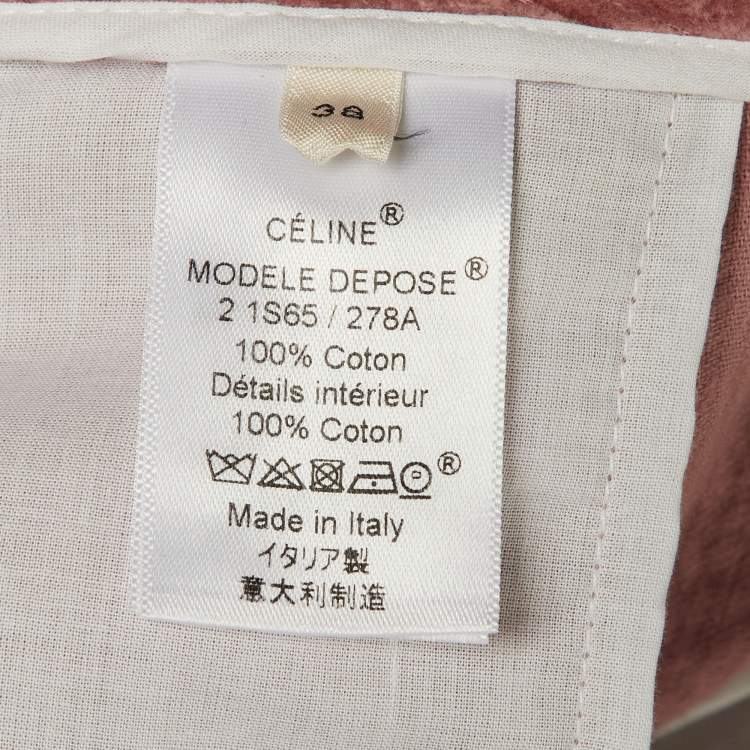 38
CÉLINE®
MODELE DEPOSE®
2 1S65 / 278A
100% Coton
Détails intérieur
100% Coton
®
Made in Italy
イタリア製
意大利制造